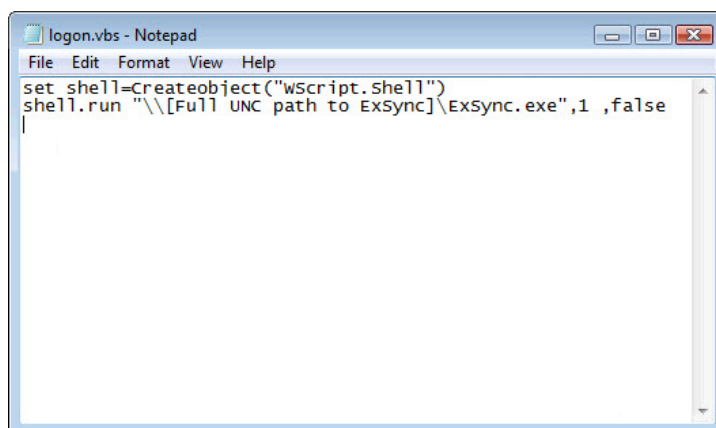 logon.vbs - Notepad
File Edit Format View Help
set shell=Createobject("WScript.Shell")
shell.run "\\[Full UNC path to ExSync]\ExSync.exe",1 ,false